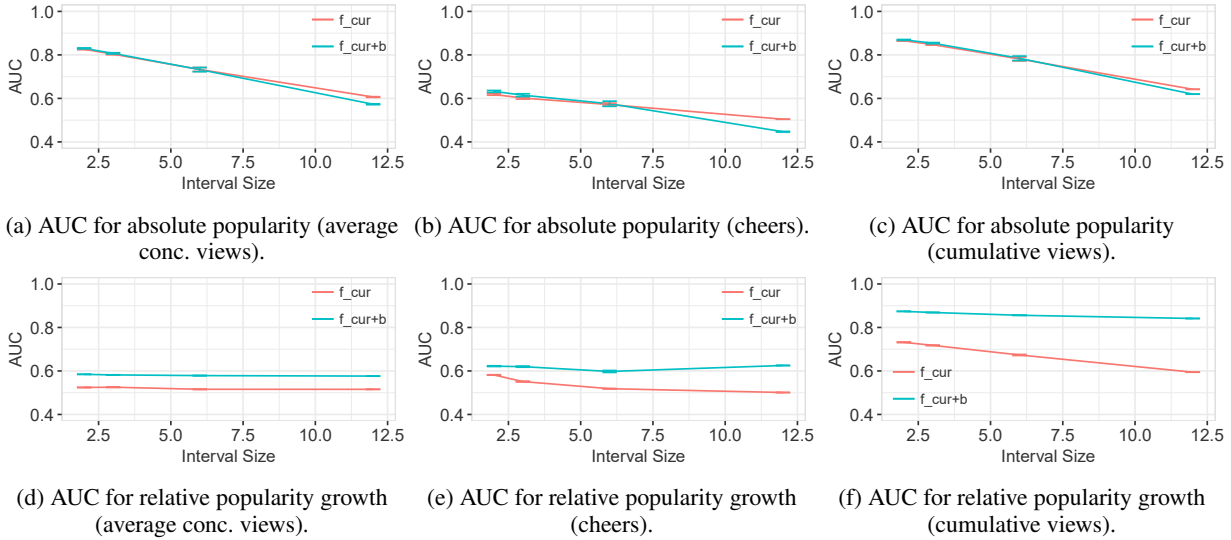 1.0
0.8
0.6
0.4
AUC
f_cur
f_cur+b
2.5 5.0 7.5 10.0 12.5
Interval Size
(a) AUC for absolute popularity (average
conc. views).
1.0
0.8
0.6
0.4
AUC
f_cur
f_cur+b
2.5 5.0 7.5 10.0 12.5
Interval Size
(b) AUC for absolute popularity (cheers).
1.0
0.8
0.6
0.4
AUC
f_cur
f_cur+b
2.5 5.0 7.5 10.0 12.5
Interval Size
(c) AUC for absolute popularity
(cumulative views).
1.0
0.8
0.6
0.4
AUC
f_cur
f_cur+b
2.5 5.0 7.5 10.0 12.5
Interval Size
(d) AUC for relative popularity growth
(average conc. views).
1.0
0.8
0.6
0.4
AUC
f_cur
f_cur+b
2.5 5.0 7.5 10.0 12.5
Interval Size
(e) AUC for relative popularity growth
(cheers).
1.0
0.8
0.6
0.4
AUC
f_cur
f_cur+b
2.5 5.0 7.5 10.0 12.5
Interval Size
(f) AUC for relative popularity growth
(cumulative views).